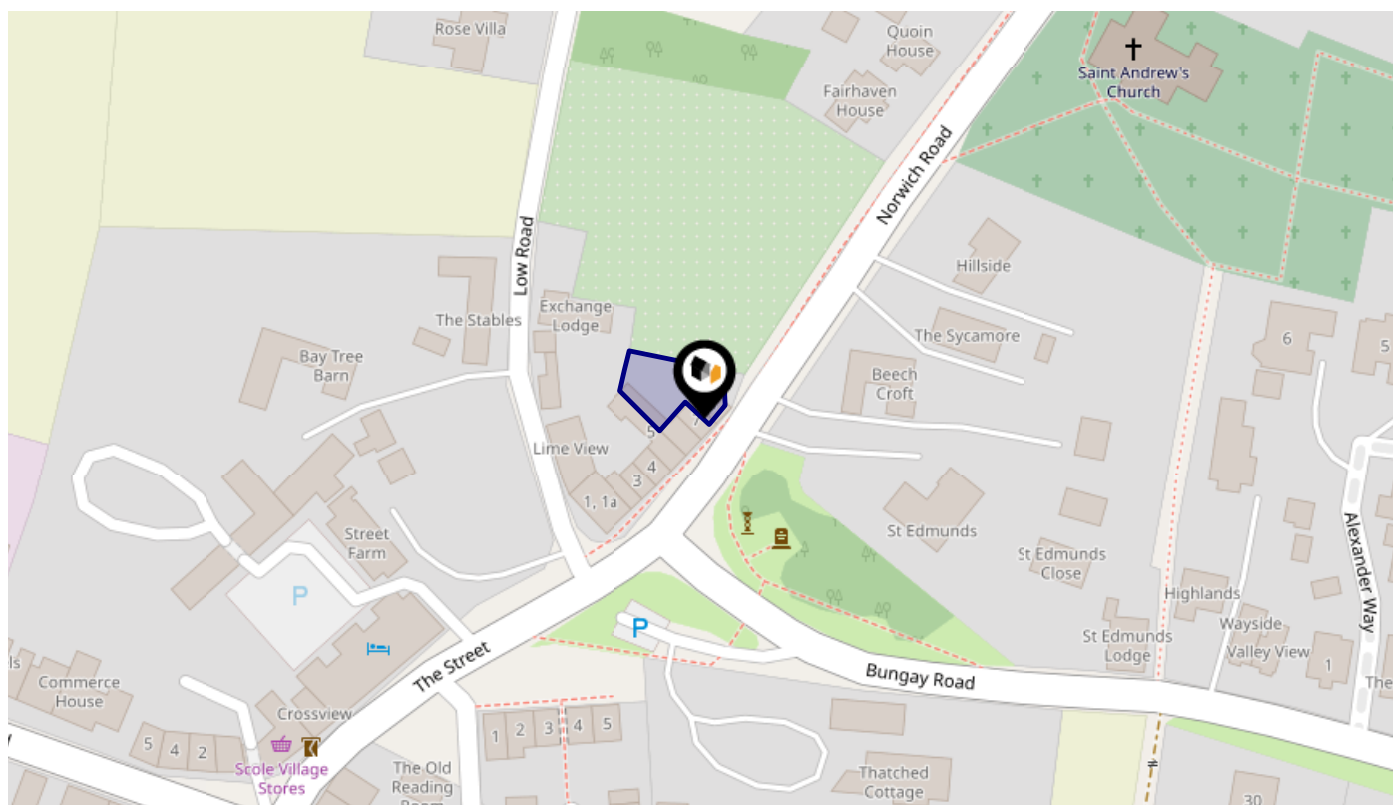 Rose Villa
Quoin
House
Saint Andrew's
Church
Fairhaven
House
Norwich Road
Low Road
Hillside
The Stables
Exchange
Lodge
The Sycamore
6
5
Bay Tree
Barn
Beech
Croft
7
5
Lime View
4
3
1, 1a
Street
Farm
St Edmunds
St Edmunds
Close
Alexander Way
P
Highlands
P
Wayside
St Edmunds
Lodge
Valley View
1
The Street
Bungay Road
Commerce
House
Crossview
1
2
3
4
5
5
4
2
Scole Village
Stores
The Old
Reading
Room
Thatched
Cottage
30